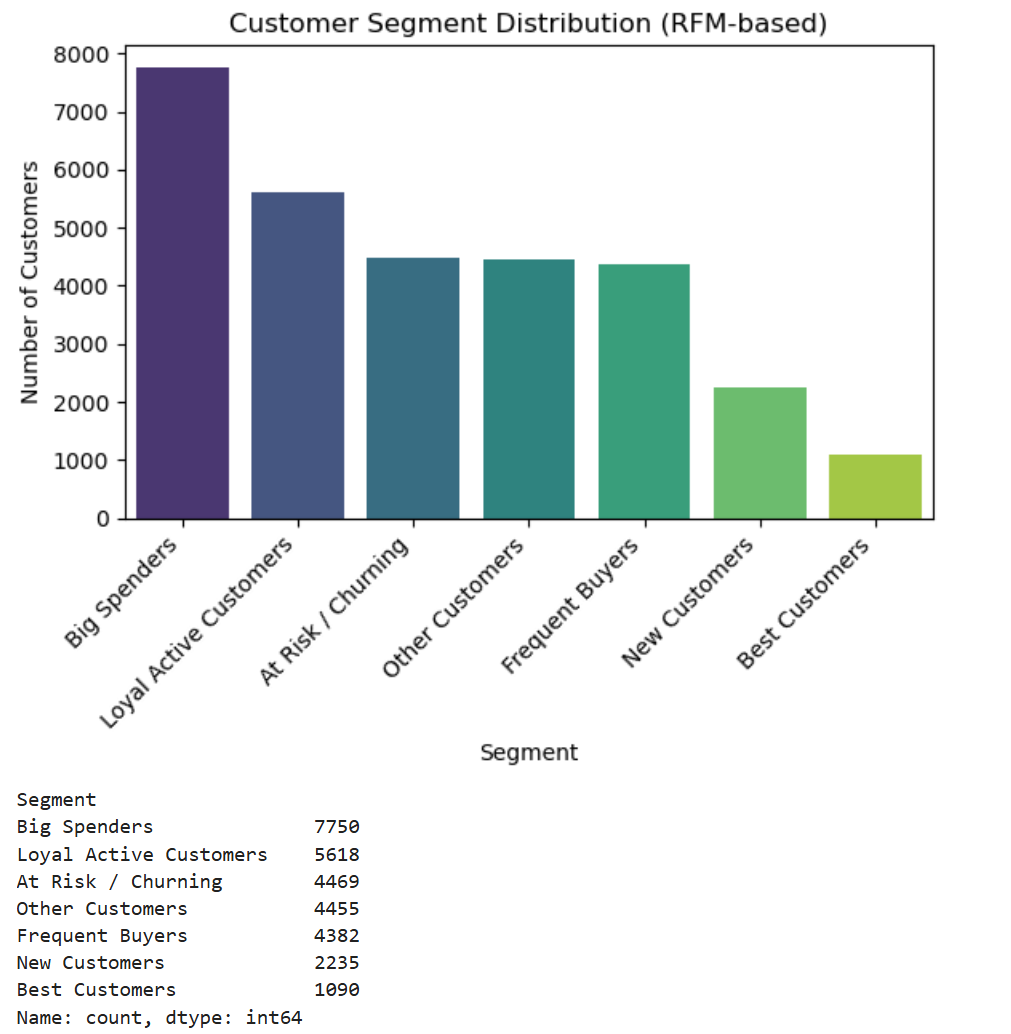 Customer Segment Distribution (RFM-based)
8000
7000
6000
5000
4000
3000
2000
1000
0
Number of Customers
Big Spenders
Loyal Active Customers
At Risk / Churning
Other Customers
Frequent Buyers
New Customers
Best Customers
Segment
Segment
Big Spenders 7750
Loyal Active Customers 5618
At Risk / Churning 4469
Other Customers 4455
Frequent Buyers 4382
New Customers 2235
Best Customers 1090
Name: count, dtype: int64